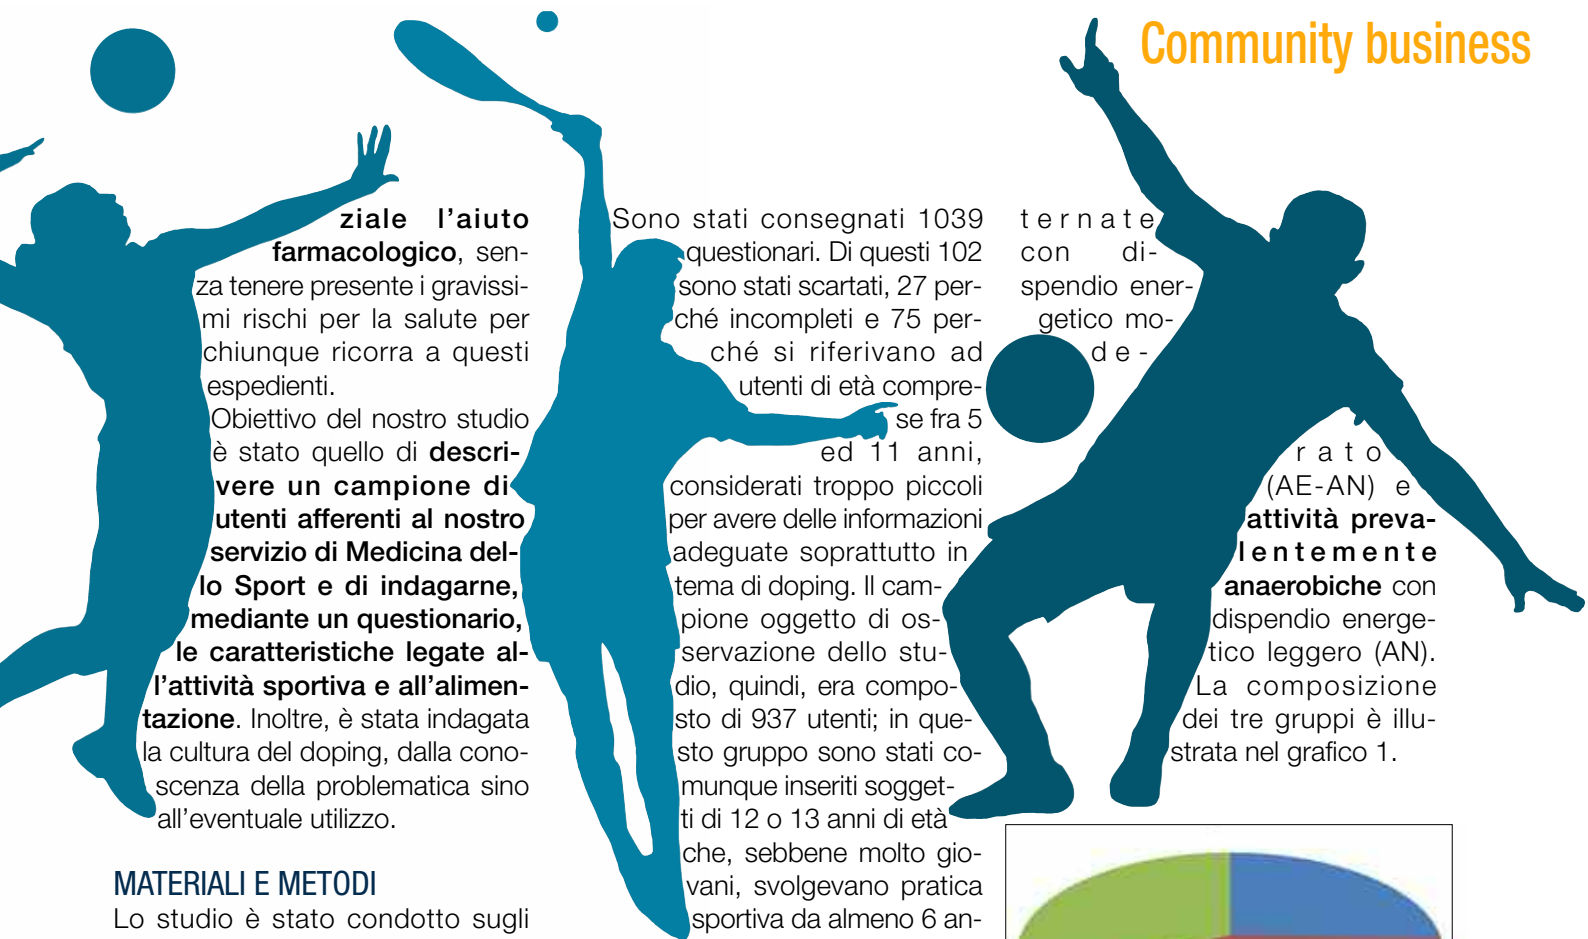 Community business
ziale l'aiuto
farmacologico, sen-
za tenere presente i gravissi-
mi rischi per la salute per
chiunque ricorra a questi
espedienti.
Obiettivo del nostro studio
è stato quello di descri-
vere un campione di
utenti afferenti al nostro
servizio di Medicina del-
lo Sport e di indagarne,
mediante un questionario,
le caratteristiche legate al-
l'attività sportiva e all'alimen-
tazione. Inoltre, è stata indagata
la cultura del doping, dalla cono-
scenza della problematica sino
all'eventuale utilizzo.
MATERIALI E METODI
Lo studio è stato condotto sugli
Sono stati consegnati 1039
questionari. Di questi 102
sono stati scartati, 27 per-
ché incompleti e 75 per-
ché si riferivano ad
utenti di età compre-
se fra 5
ed 11 anni,
considerati troppo piccoli
per avere delle informazioni
adeguate soprattutto in
tema di doping. Il cam-
pione oggetto di os-
servazione dello stu-
dio, quindi, era compo-
sto di 937 utenti; in que-
sto gruppo sono stati co-
munque inseriti sogget-
ti di 12 o 13 anni di età
che, sebbene molto gio-
vani, svolgevano pratica
sportiva da almeno 6 an-
ternate
con di-
spendio ener-
getico mo-
de-
rato
(AE-AN) e
attività preva-
lentemente
anaerobiche con
dispendio energe-
tico leggero (AN).
La composizione
dei tre gruppi è illu-
strata nel grafico 1.